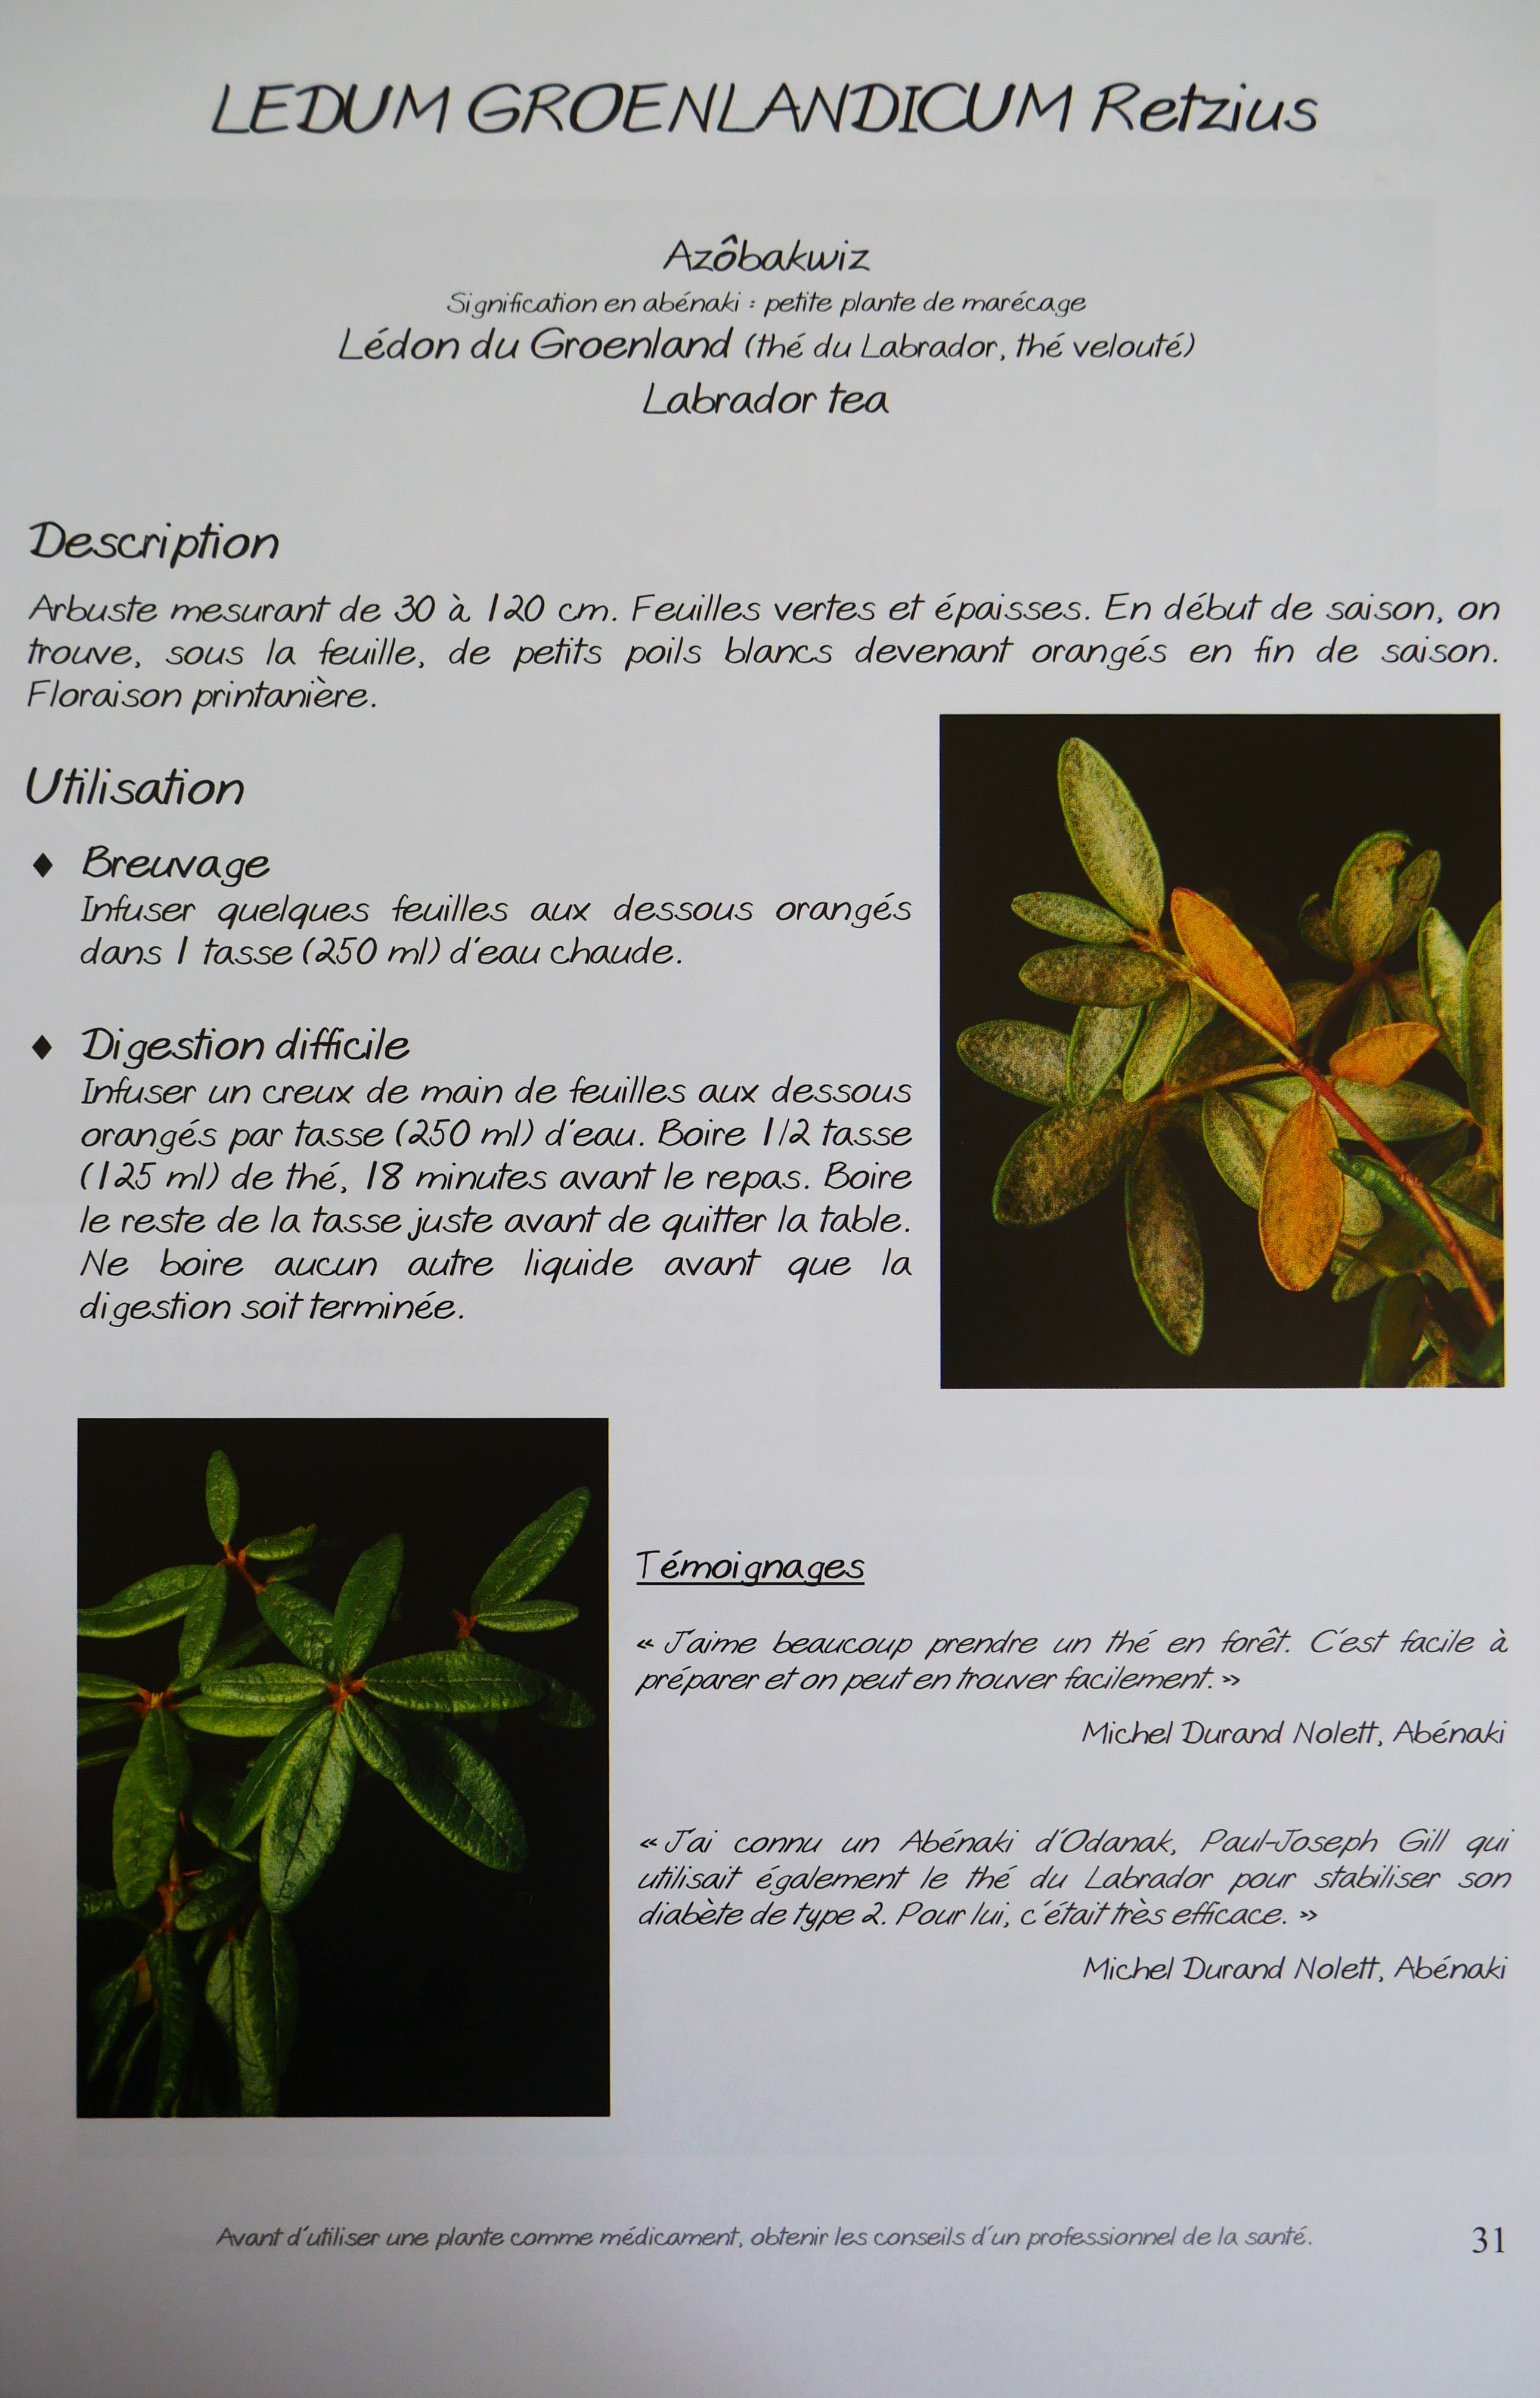 LEDUM GROENLANDICUM Retzius
Azôbakwiz
Signification en abénaki : petite plante de marécage
Lédon du Groenland (thé du Labrador, thé velouté)
Labrador tea
Description
Arbuste mesurant de 30 à 120 cm. Feuilles vertes et épaisses. En début de saison, on
trouve, sous la feuille, de petits poils blancs devenant orangés en fin de saison.
Floraison printanière.
Utilisation
♦ Breuvage
Infuser quelques feuilles aux dessous orangés
dans 1 tasse (250 ml) d'eau chaude.
♦ Digestion difficile
Infuser un creux de main de feuilles aux dessous
orangés par tasse (250 ml) d'eau. Boire 1/2 tasse
(125 ml) de thé, 18 minutes avant le repas. Boire
le reste de la tasse juste avant de quitter la table.
Ne boire aucun autre liquide avant que la
digestion soit terminée.
Témoignages
« J'aime beaucoup prendre un thé en forêt. C'est facile à
préparer et on peut en trouver facilement. »
Michel Durand Nolett, Abénaki
« J'ai connu un Abénaki d'Odanak, Paul-Joseph Gill qui
utilisait également le thé du Labrador pour stabiliser son
diabète de type 2. Pour lui, c'était très efficace. »
Michel Durand Nolett, Abénaki
Avant d'utiliser une plante comme médicament, obtenir les conseils d'un professionnel de la santé.
31